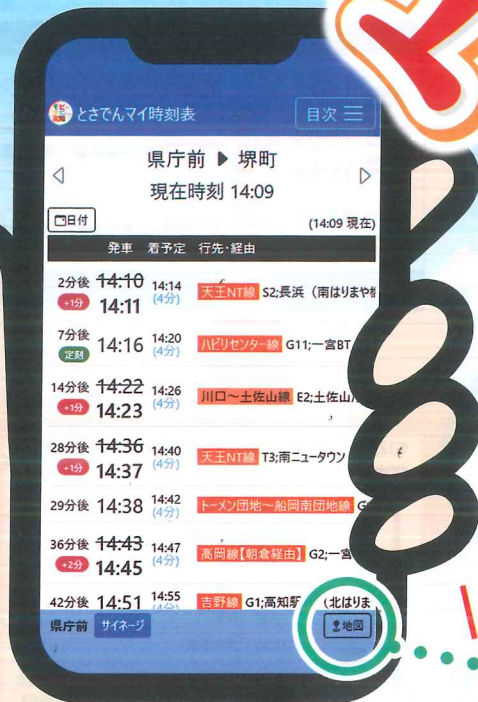 とさでんマイ時刻表 目次
県庁前 ▶ 堺町
現在時刻 14:09
日付 (14:09 現在)
発車 着予定 行先・経由
2分後 14:10 14:14 天王NT線 S2;長浜（南はりまや
+1分 14:11 (4分)
7分後 14:16 14:20 ハビリセンター線 G11;一宮BT
定刻 (4分)
14分後 14:22 14:26 川口～土佐山線 E2;土佐山
+1分 14:23 (4分)
28分後 14:36 14:40 天王NT線 T3;南ニュータウン
+1分 14:37 (4分)
29分後 14:38 14:42 トーメン団地～船岡南団地線
(4分)
36分後 14:43 14:47 高岡線【朝倉経由】 G2;一宮
+2分 14:45 (4分)
42分後 14:51 14:55 吉野線 G1;高知駅 （北はりま
県庁前 サイネージ 地図